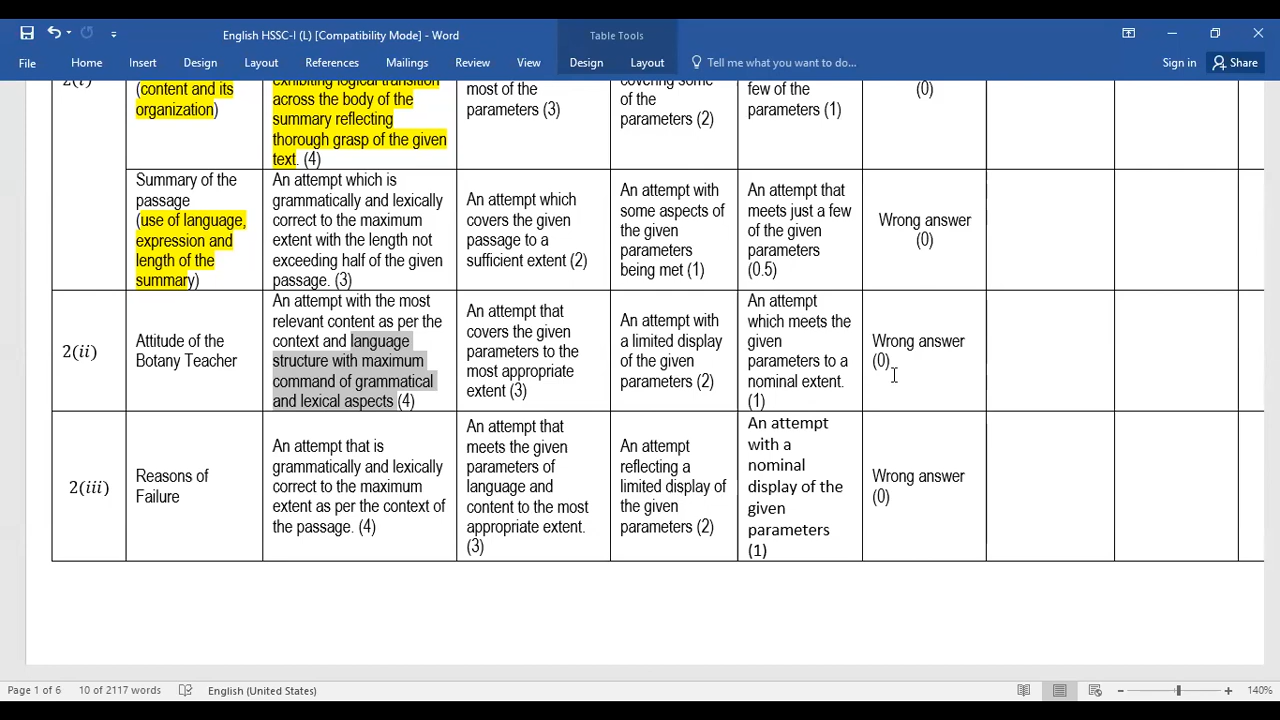 English HSSC-I (L) [Compatibility Mode] - Word
Table Tools
File
Home
Insert
Design
Layout
References
Mailings
Review
View
Design
Layout
Tell me what you want to do...
Sign in
Share
2(i)
(content and its
organization)
exhibiting logical transition
across the body of the
summary reflecting
thorough grasp of the given
text. (4)
most of the
parameters (3)
covering some
of the
parameters (2)
few of the
parameters (1)
(0)
Summary of the
passage
(use of language,
expression and
length of the
summary)
An attempt which is
grammatically and lexically
correct to the maximum
extent with the length not
exceeding half of the given
passage. (3)
An attempt which
covers the given
passage to a
sufficient extent (2)
An attempt with
some aspects of
the given
parameters
being met (1)
An attempt that
meets just a few
of the given
parameters
(0.5)
Wrong answer
(0)
2(ii)
Attitude of the
Botany Teacher
An attempt with the most
relevant content as per the
context and language
structure with maximum
command of grammatical
and lexical aspects (4)
An attempt that
covers the given
parameters to the
most appropriate
extent (3)
An attempt with
a limited display
of the given
parameters (2)
An attempt
which meets the
given
parameters to a
nominal extent.
(1)
Wrong answer
(0)
2(iii)
Reasons of
Failure
An attempt that is
grammatically and lexically
correct to the maximum
extent as per the context of
the passage. (4)
An attempt that
meets the given
parameters of
language and
content to the most
appropriate extent.
(3)
An attempt
reflecting a
limited display of
the given
parameters (2)
An attempt
with a
nominal
display of the
given
parameters
(1)
Wrong answer
(0)
Page 1 of 6
10 of 2117 words
English (United States)
140%